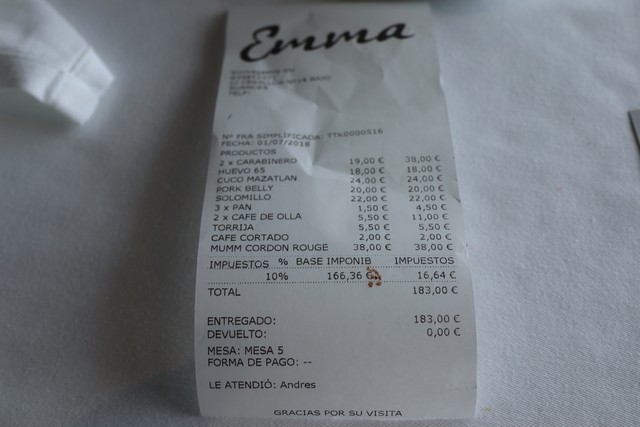 Emma
Nº FRA SIMPLIFICADA: TTK0000516
FECHA: 01/07/2018
PRODUCTOS
2 x CARABINERO 19,00 € 38,00 €
HUEVO 65 18,00 € 18,00 €
CUCO MAZATLAN 24,00 € 24,00 €
PORK BELLY 20,00 € 20,00 €
SOLOMILLO 22,00 € 22,00 €
3 x PAN 1,50 € 4,50 €
2 x CAFE DE OLLA 5,50 € 11,00 €
TORRIJA 5,50 € 5,50 €
CAFE CORTADO 2,00 € 2,00 €
MUMM CORDON ROUGE 38,00 € 38,00 €
IMPUESTOS % BASE IMPONIB IMPUESTOS
10% 166,36 € 16,64 €
TOTAL 183,00 €
ENTREGADO: 183,00 €
DEVUELTO: 0,00 €
MESA: MESA 5
FORMA DE PAGO: --
LE ATENDIÓ: Andres
GRACIAS POR SU VISITA